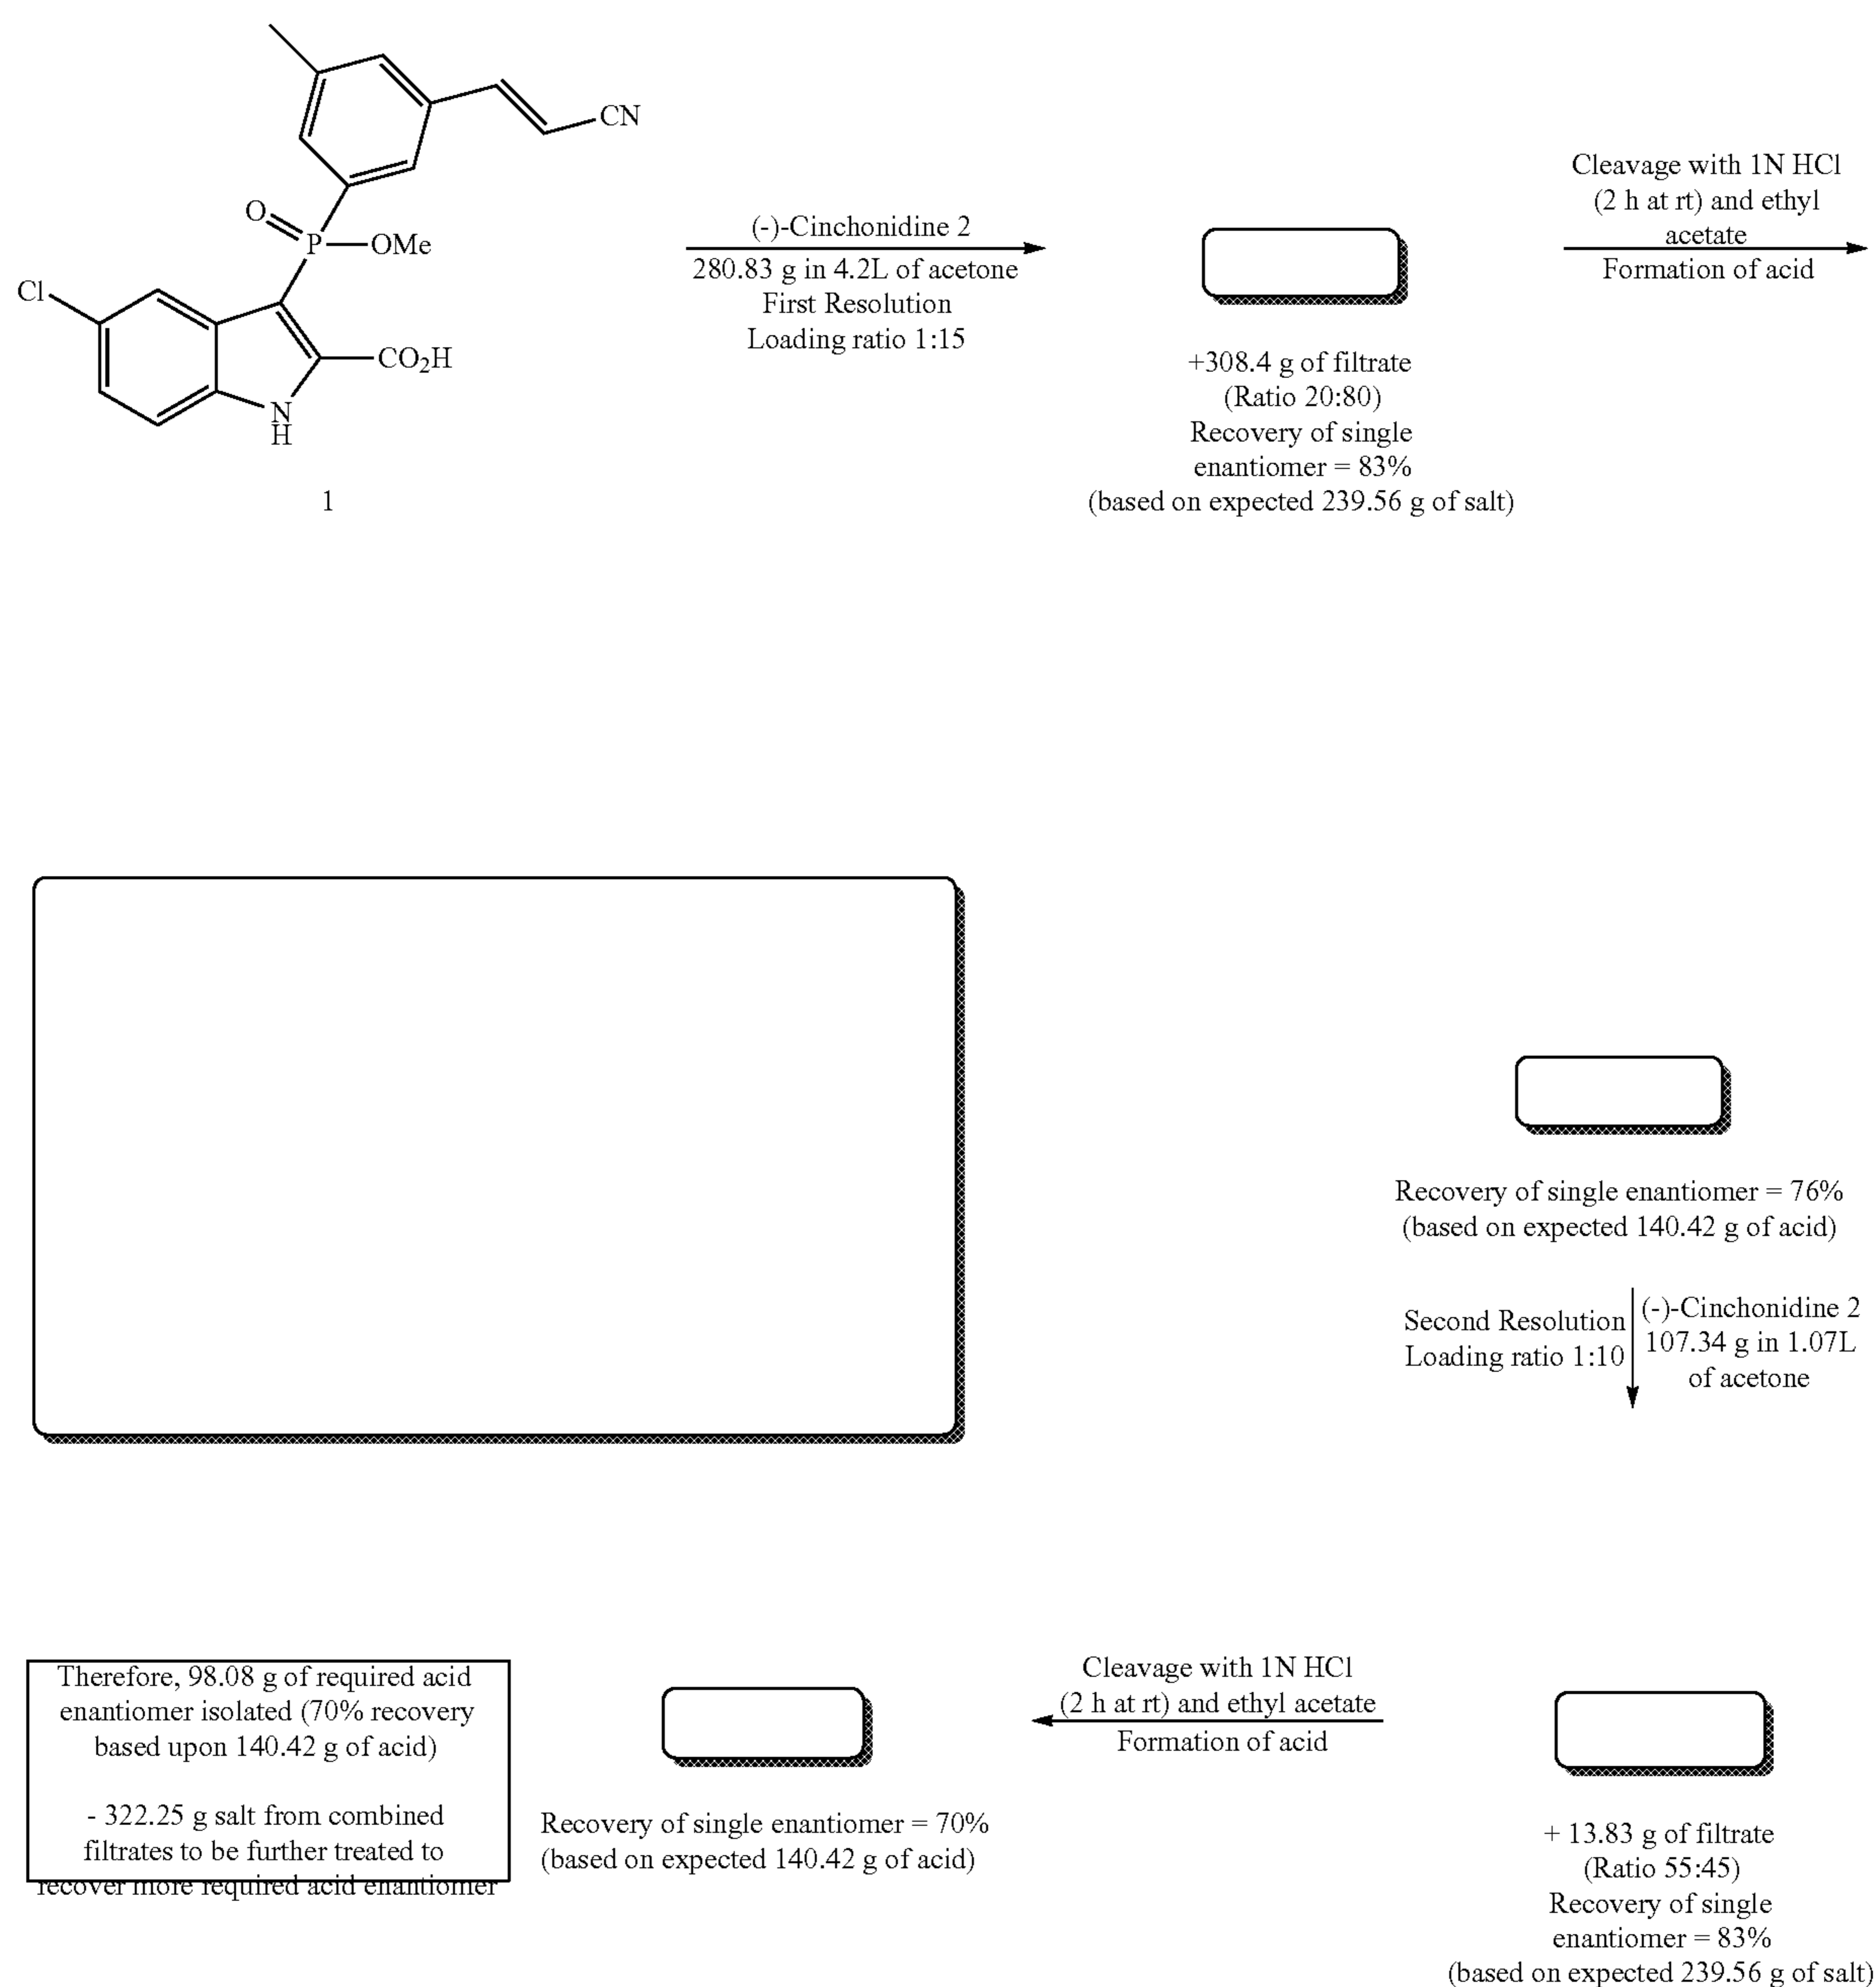 CN
O
P
OMe
Cl
CO2H
N
H
1
(-)-Cinchonidine 2
280.83 g in 4.2L of acetone
First Resolution
Loading ratio 1:15
+308.4 g of filtrate
(Ratio 20:80)
Recovery of single
enantiomer = 83%
(based on expected 239.56 g of salt)
Cleavage with 1N HCl
(2 h at rt) and ethyl
acetate
Formation of acid
Recovery of single enantiomer = 76%
(based on expected 140.42 g of acid)
Second Resolution
Loading ratio 1:10
(-)-Cinchonidine 2
107.34 g in 1.07L
of acetone
Therefore, 98.08 g of required acid
enantiomer isolated (70% recovery
based upon 140.42 g of acid)
- 322.25 g salt from combined
filtrates to be further treated to
recover more required acid enantiomer
Recovery of single enantiomer = 70%
(based on expected 140.42 g of acid)
Cleavage with 1N HCl
(2 h at rt) and ethyl acetate
Formation of acid
+ 13.83 g of filtrate
(Ratio 55:45)
Recovery of single
enantiomer = 83%
(based on expected 239.56 g of salt)